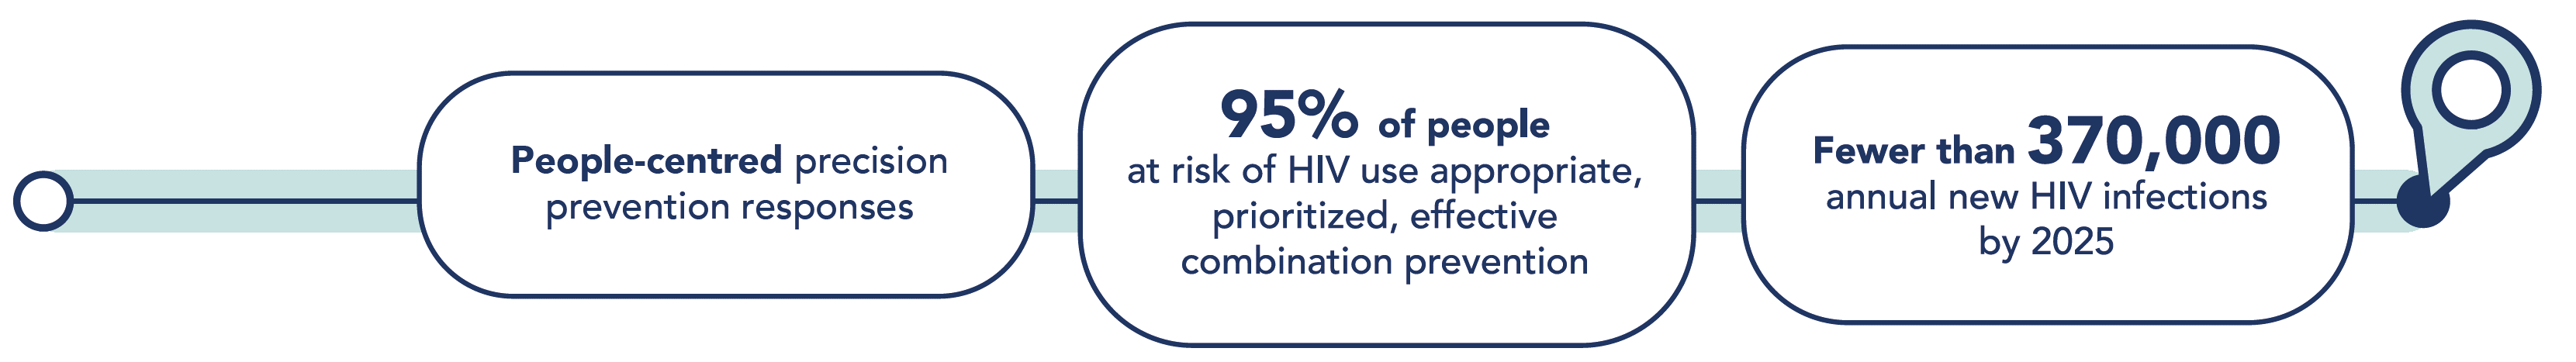 People-centred precision
prevention responses
95% of people
at risk of HIV use appropriate,
prioritized, effective
combination prevention
Fewer than 370,000
annual new HIV infections
by 2025